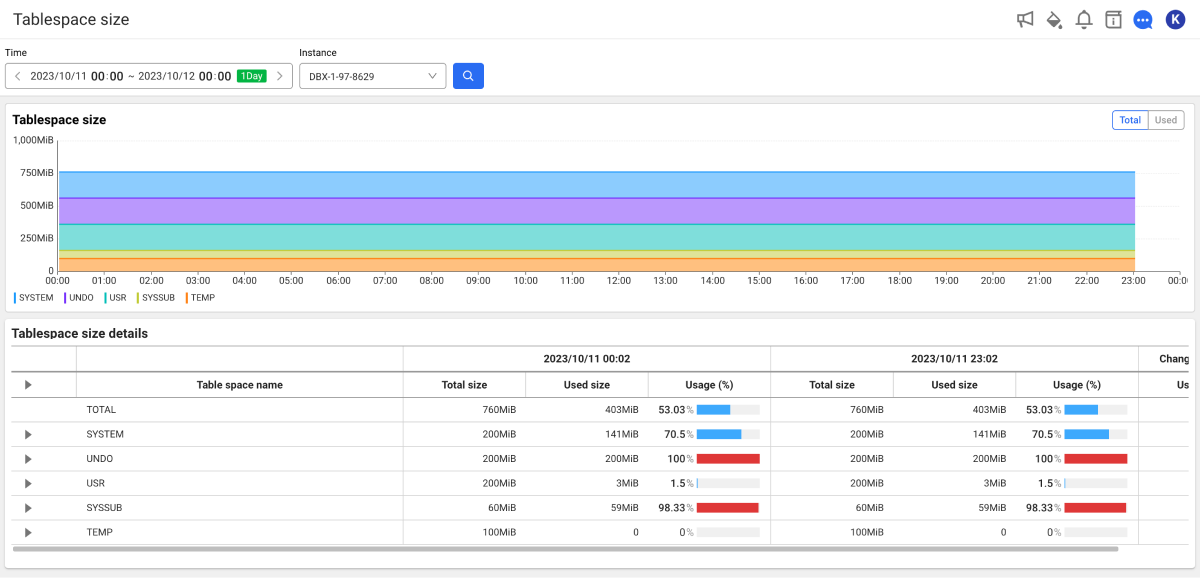 Tablespace size
K
Time
Instance
2023/10/11 00:00 ~ 2023/10/12 00:00 1Day
DBX-1-97-8629
Tablespace size
Total Used
1,000MiB
750MiB
500MiB
250MiB
0
00:00 01:00 02:00 03:00 04:00 05:00 06:00 07:00 08:00 09:00 10:00 11:00 12:00 13:00 14:00 15:00 16:00 17:00 18:00 19:00 20:00 21:00 22:00 23:00 00:0
SYSTEM UNDO USR SYSSUB TEMP
Tablespace size details
2023/10/11 00:02 2023/10/11 23:02 Chang
Table space name Total size Used size Usage (%) Total size Used size Usage (%) Us
TOTAL 760MiB 403MiB 53.03% 760MiB 403MiB 53.03%
SYSTEM 200MiB 141MiB 70.5% 200MiB 141MiB 70.5%
UNDO 200MiB 200MiB 100% 200MiB 200MiB 100%
USR 200MiB 3MiB 1.5% 200MiB 3MiB 1.5%
SYSSUB 60MiB 59MiB 98.33% 60MiB 59MiB 98.33%
TEMP 100MiB 0 0% 100MiB 0 0%